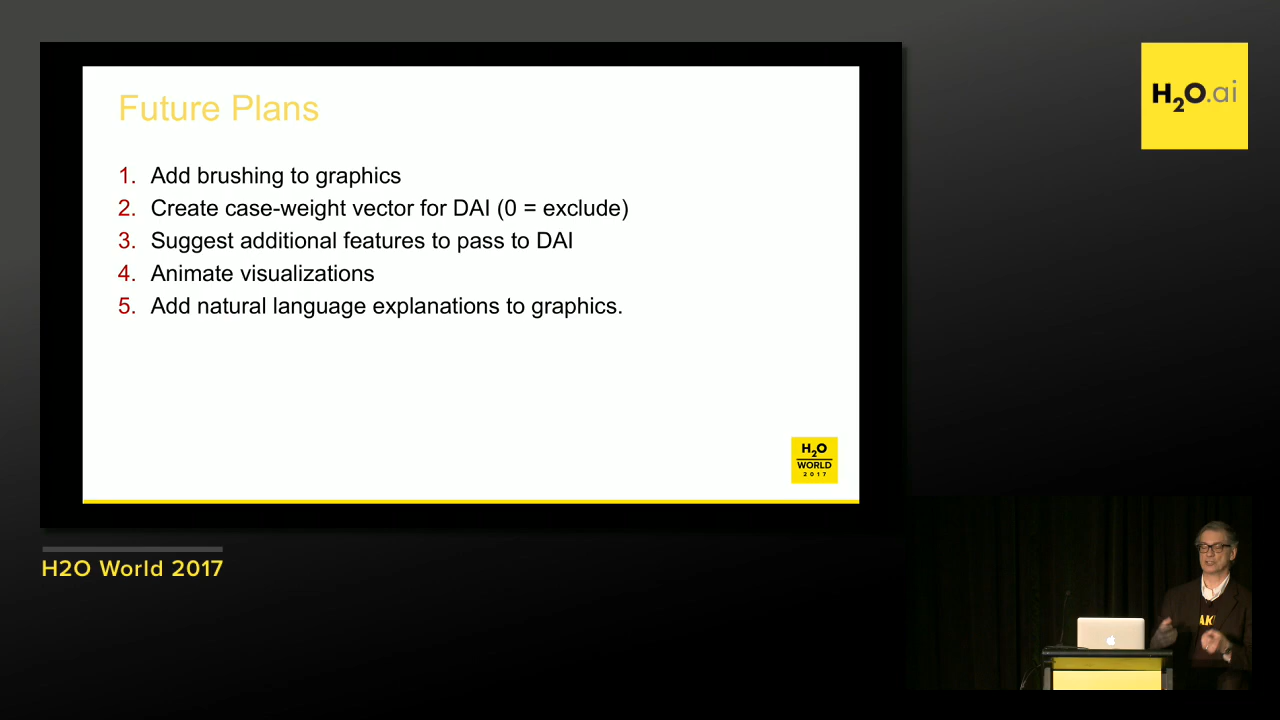 Future Plans
1. Add brushing to graphics
2. Create case-weight vector for DAI (0 = exclude)
3. Suggest additional features to pass to DAI
4. Animate visualizations
5. Add natural language explanations to graphics.
H2O
WORLD
2017
H2O.ai
H2O World 2017
AK